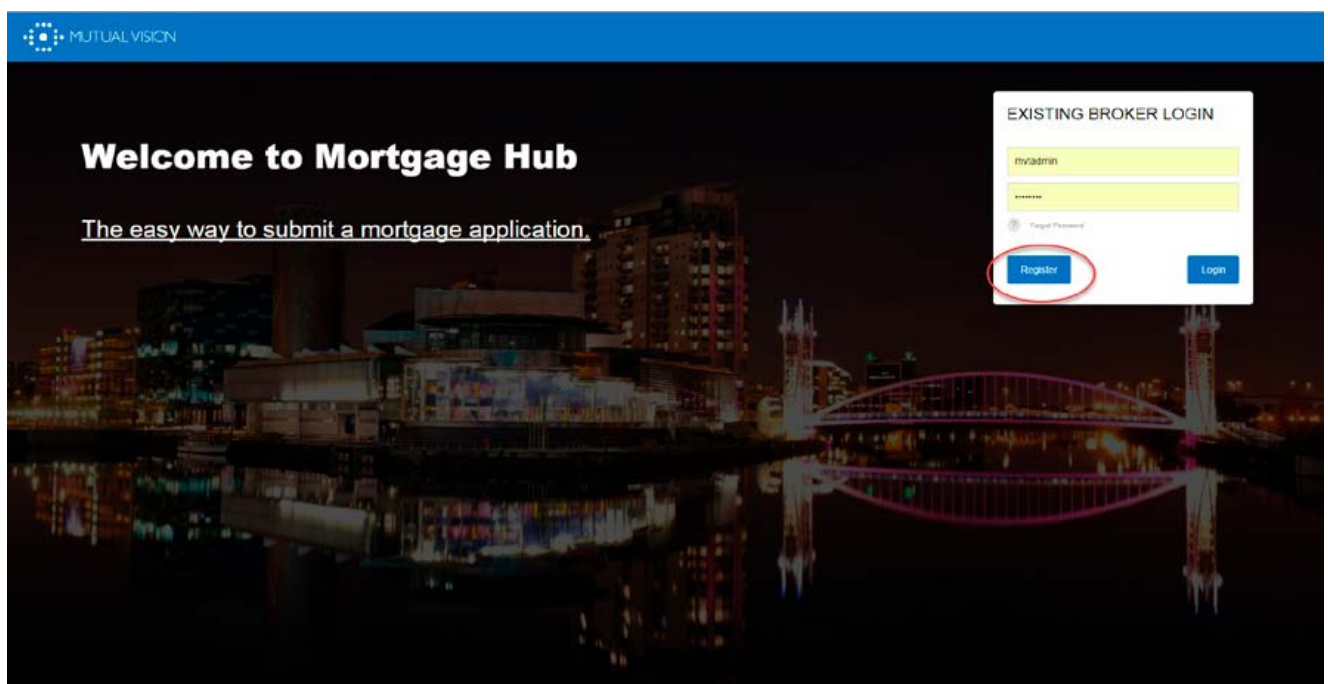 MUTUAL VISION
Welcome to Mortgage Hub
The easy way to submit a mortgage application.
EXISTING BROKER LOGIN
mvtadmin
Forgot Password
Register
Login